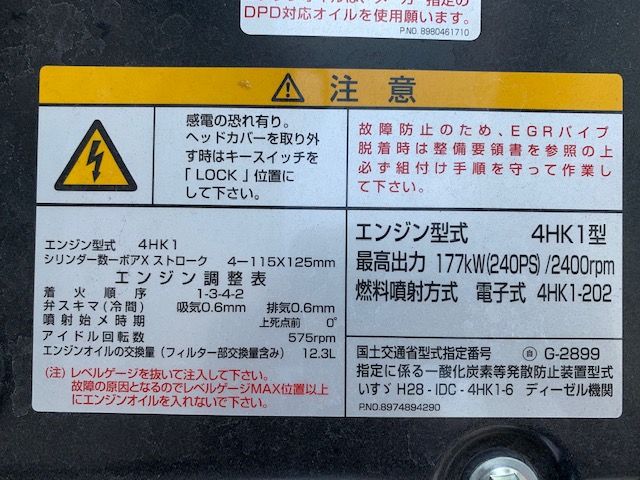 DPD対応オイルを使用願います。
P.NO. 8980461710
注意
感電の恐れ有り。
ヘッドカバーを取り外
す時はキースイッチを
「LOCK」位置に
して下さい。
故障防止のため、EGRパイプ
脱着時は整備要領書を参照の上
必ず組付け手順を守って作業し
て下さい。
エンジン型式 4HK1
シリンダー数ーボアX ストローク 4-115X125mm
エンジン調整表
着火順序 1-3-4-2
弁スキマ(冷間) 吸気0.6mm 排気0.6mm
噴射始メ時期 上死点前 0°
アイドル回転数 575rpm
エンジンオイルの交換量(フィルター部交換量含み) 12.3L
(注)レベルゲージを抜いて注入して下さい。
故障の原因となるのでレベルゲージMAX位置以上
にエンジンオイルを入れないで下さい。
エンジン型式 4HK1型
最高出力 177kW(240PS)/2400rpm
燃料噴射方式 電子式 4HK1-202
国土交通省型式指定番号 自 G-2899
指定に係る一酸化炭素等発散防止装置型式
いすゞ H28-IDC-4HK1-6 ディーゼル機関
P.NO.8974894290